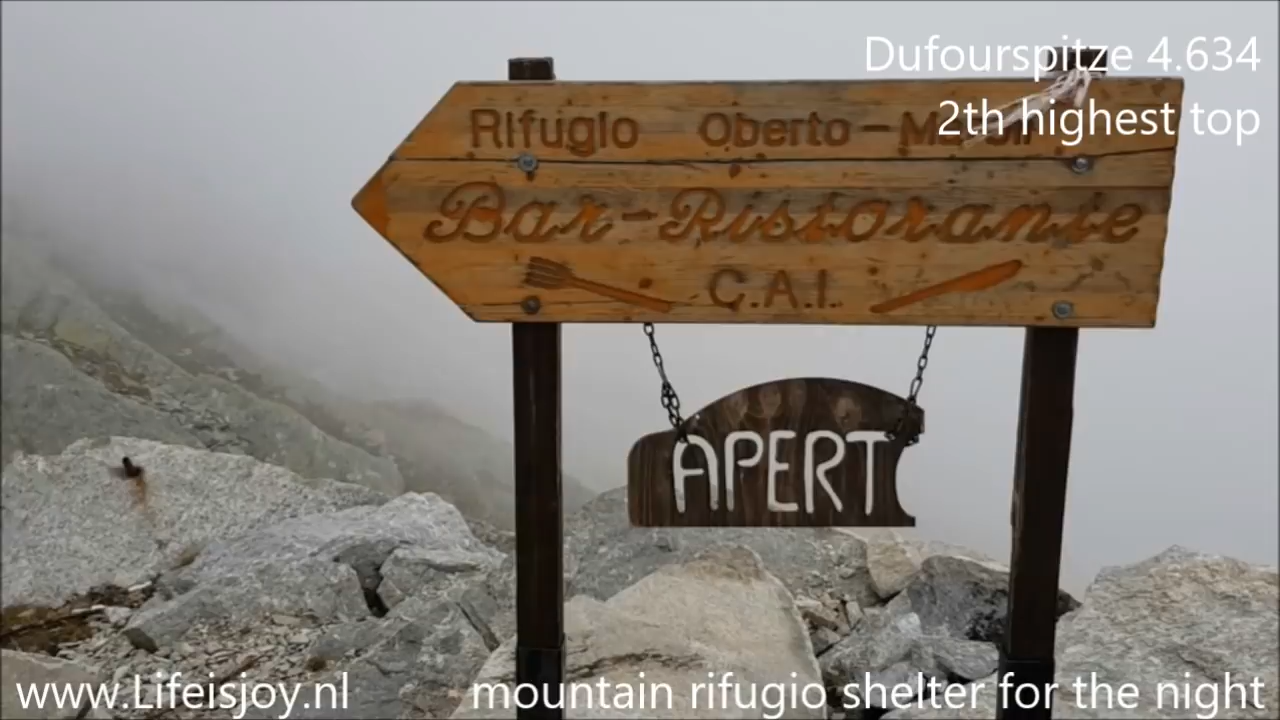 Dufourspitze 4.634
2th highest top
Rifugio Oberto-
Bar-Ristorante
C.A.I.
APERT
www.Lifeisjoy.nl
mountain rifugio shelter for the night